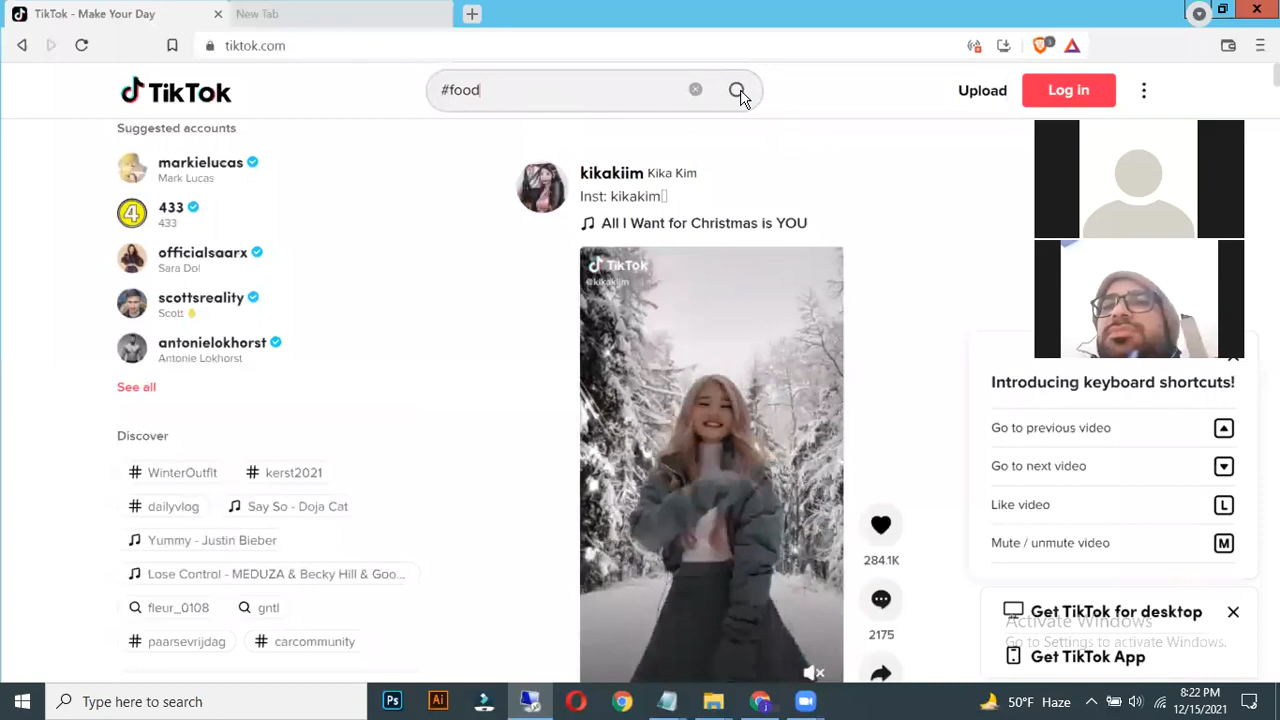 TikTok - Make Your Day
New Tab
tiktok.com
3
TikTok
#food
Upload
Log in
Suggested accounts
markielucas
Mark Lucas
4
433
433
officialsaarx
Sara Dol
scottsreality
Scott
antonielokhorst
Antonie Lokhorst
See all
Discover
# WinterOutfit
# kerst2021
# dailyvlog
Say So - Doja Cat
Yummy - Justin Bieber
Lose Control - MEDUZA & Becky Hill & Goo...
fleur_0108
gntl
# paarsevrijdag
# carcommunity
kikakiim Kika Kim
Inst: kikakim
All I Want for Christmas is YOU
TikTok
@kikakiim
284.1K
2175
Introducing keyboard shortcuts!
Go to previous video
Go to next video
Like video L
Mute / unmute video M
Get TikTok for desktop
Activate Windows
Go to Settings to activate Windows.
Get TikTok App
Type here to search
Ps
Ai
50°F Haze
8:22 PM
12/15/2021